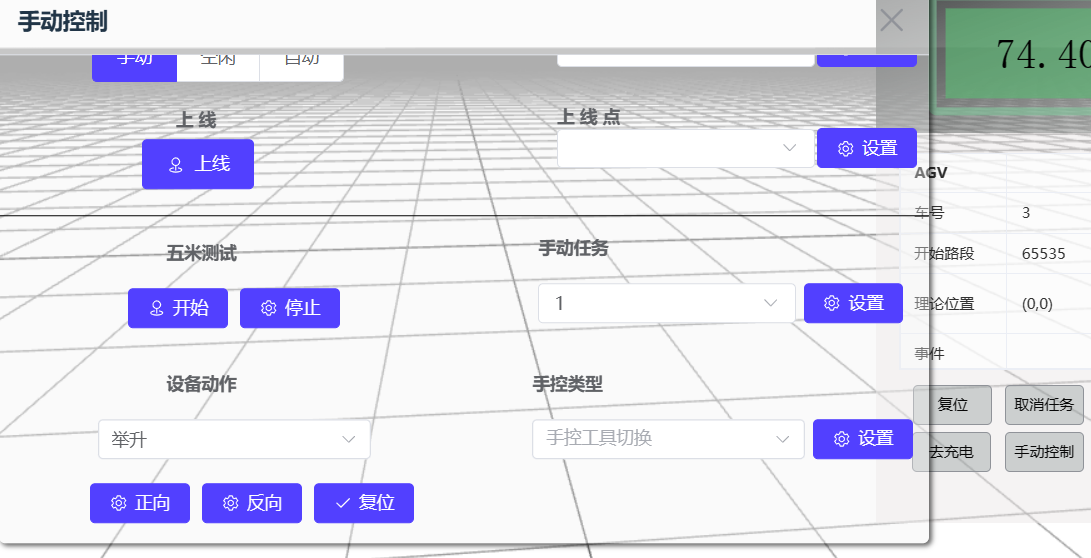 手动控制
74.40
手动 空闲 自动
上 线
上 线 点
上线
设置
AGV
车号 3
五米测试
手动任务
开始路段 65535
开始 停止
1
设置
理论位置 (0,0)
事件
设备动作
手控类型
复位 取消任务
举升
手控工具切换
设置
去充电 手动控制
正向 反向 复位